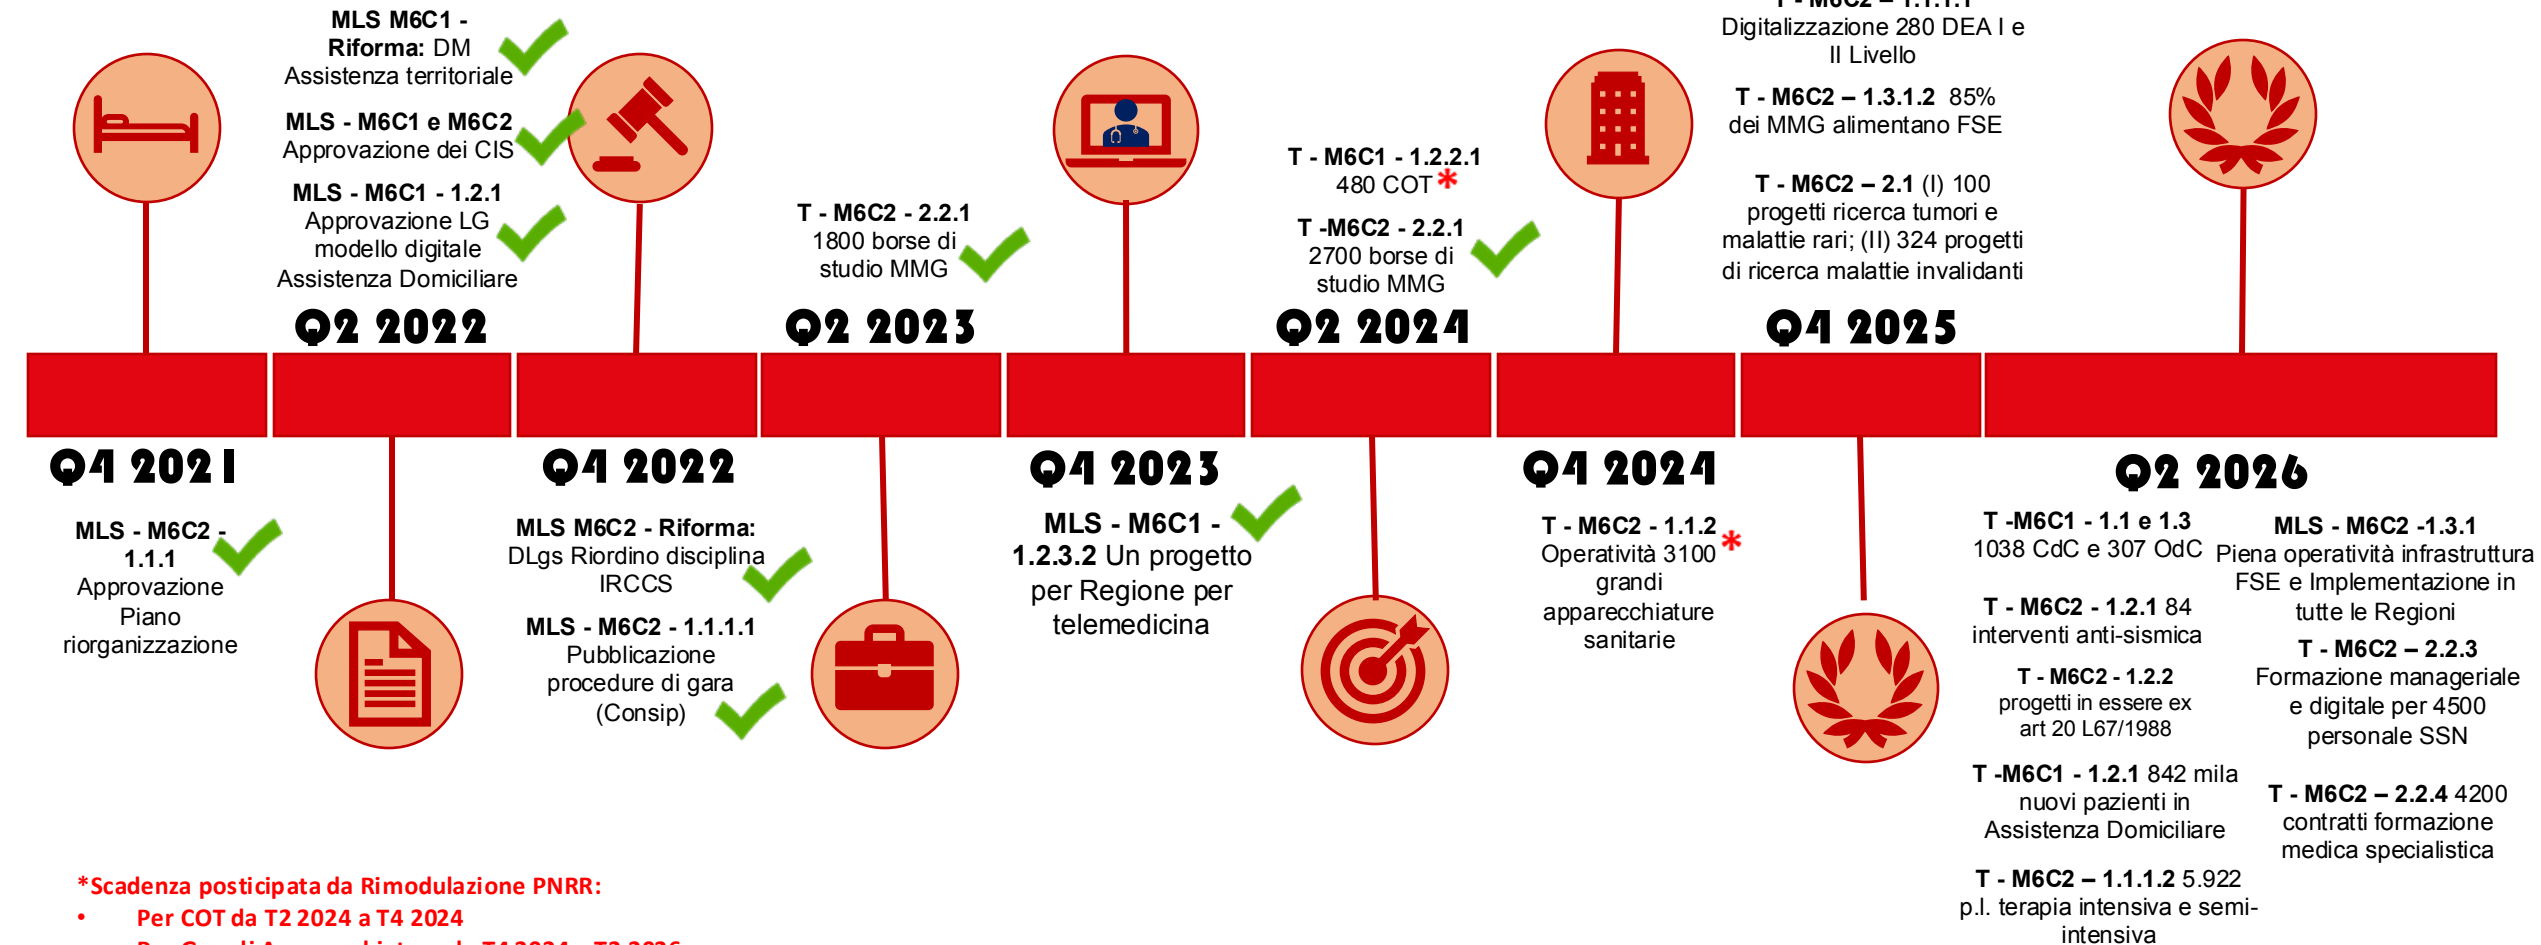 MLS M6C1 -
Riforma: DM
Assistenza territoriale
MLS - M6C1 e M6C2
Approvazione dei CIS
MLS - M6C1 - 1.2.1
Approvazione LG
modello digitale
Assistenza Domiciliare
Q2 2022
T - M6C2 - 2.2.1
1800 borse di
studio MMG
Q2 2023
T - M6C1 - 1.2.2.1
480 COT *
T -M6C2 - 2.2.1
2700 borse di
studio MMG
Q2 2024
T - M6C2 – 1.1.1.1
Digitalizzazione 280 DEA I e
II Livello
T - M6C2 – 1.3.1.2 85%
dei MMG alimentano FSE
T - M6C2 – 2.1 (I) 100
progetti ricerca tumori e
malattie rari; (II) 324 progetti
di ricerca malattie invalidanti
Q4 2025
Q4 2021
MLS - M6C2 -
1.1.1
Approvazione
Piano
riorganizzazione
Q4 2022
MLS M6C2 - Riforma:
DLgs Riordino disciplina
IRCCS
MLS - M6C2 - 1.1.1.1
Pubblicazione
procedure di gara
(Consip)
Q4 2023
MLS - M6C1 -
1.2.3.2 Un progetto
per Regione per
telemedicina
Q4 2024
T - M6C2 - 1.1.2
Operatività 3100 *
grandi
apparecchiature
sanitarie
Q2 2026
T -M6C1 - 1.1 e 1.3
1038 CdC e 307 OdC
T - M6C2 - 1.2.1 84
interventi anti-sismica
T - M6C2 - 1.2.2
progetti in essere ex
art 20 L67/1988
T -M6C1 - 1.2.1 842 mila
nuovi pazienti in
Assistenza Domiciliare
T - M6C2 – 1.1.1.2 5.922
p.l. terapia intensiva e semi-
intensiva
MLS - M6C2 -1.3.1
Piena operatività infrastruttura
FSE e Implementazione in
tutte le Regioni
T - M6C2 – 2.2.3
Formazione manageriale
e digitale per 4500
personale SSN
T - M6C2 – 2.2.4 4200
contratti formazione
medica specialistica
*Scadenza posticipata da Rimodulazione PNRR:
• Per COT da T2 2024 a T4 2024